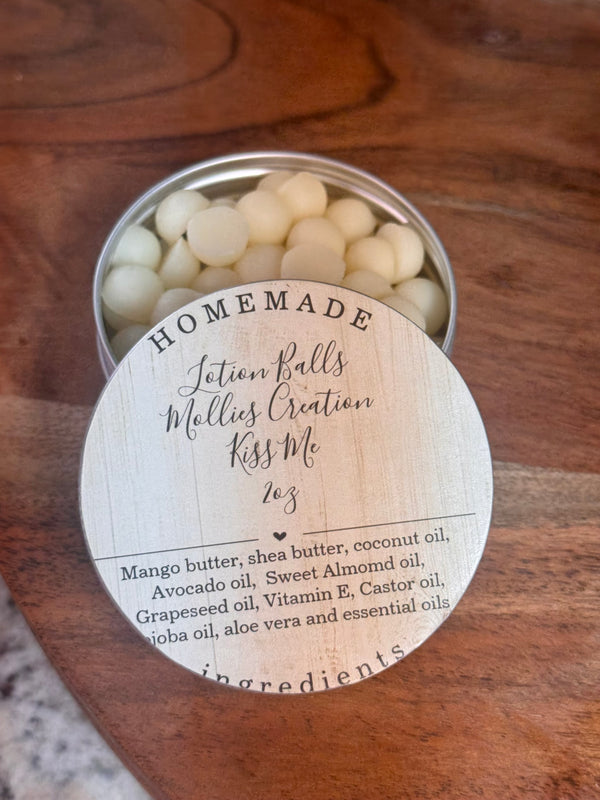 HOMEMADE
Lotion Balls
Mollies Creation
Kiss Me
2oz
Mango butter, shea butter, coconut oil,
Avocado oil, Sweet Almomd oil,
Grapeseed oil, Vitamin E, Castor oil,
ojoba oil, aloe vera and essential oils
ingredients